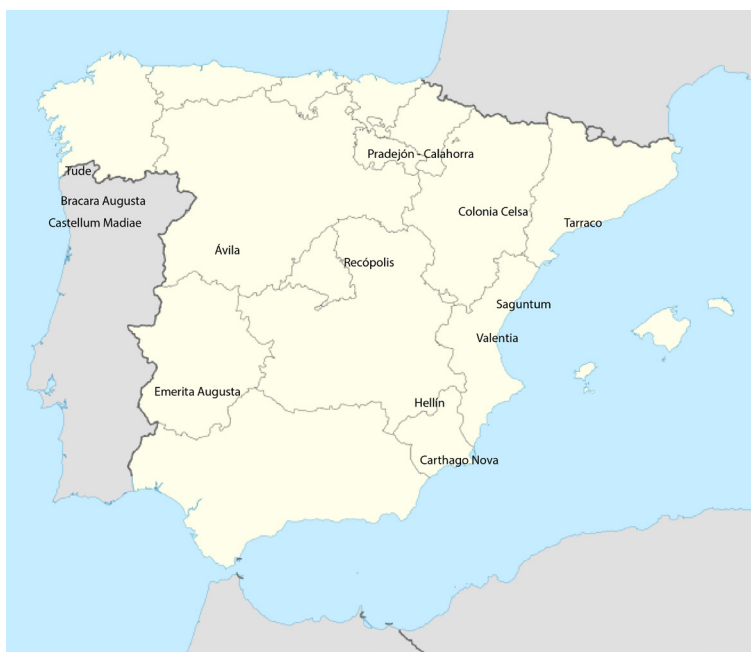 Pradejón - Calahorra
Tude
Bracara Augusta
Colonia Celsa
Castellum Madiae
Tarraco
Ávila
Recópolis
Saguntum
Valentia
Emerita Augusta
Hellín
Carthago Nova